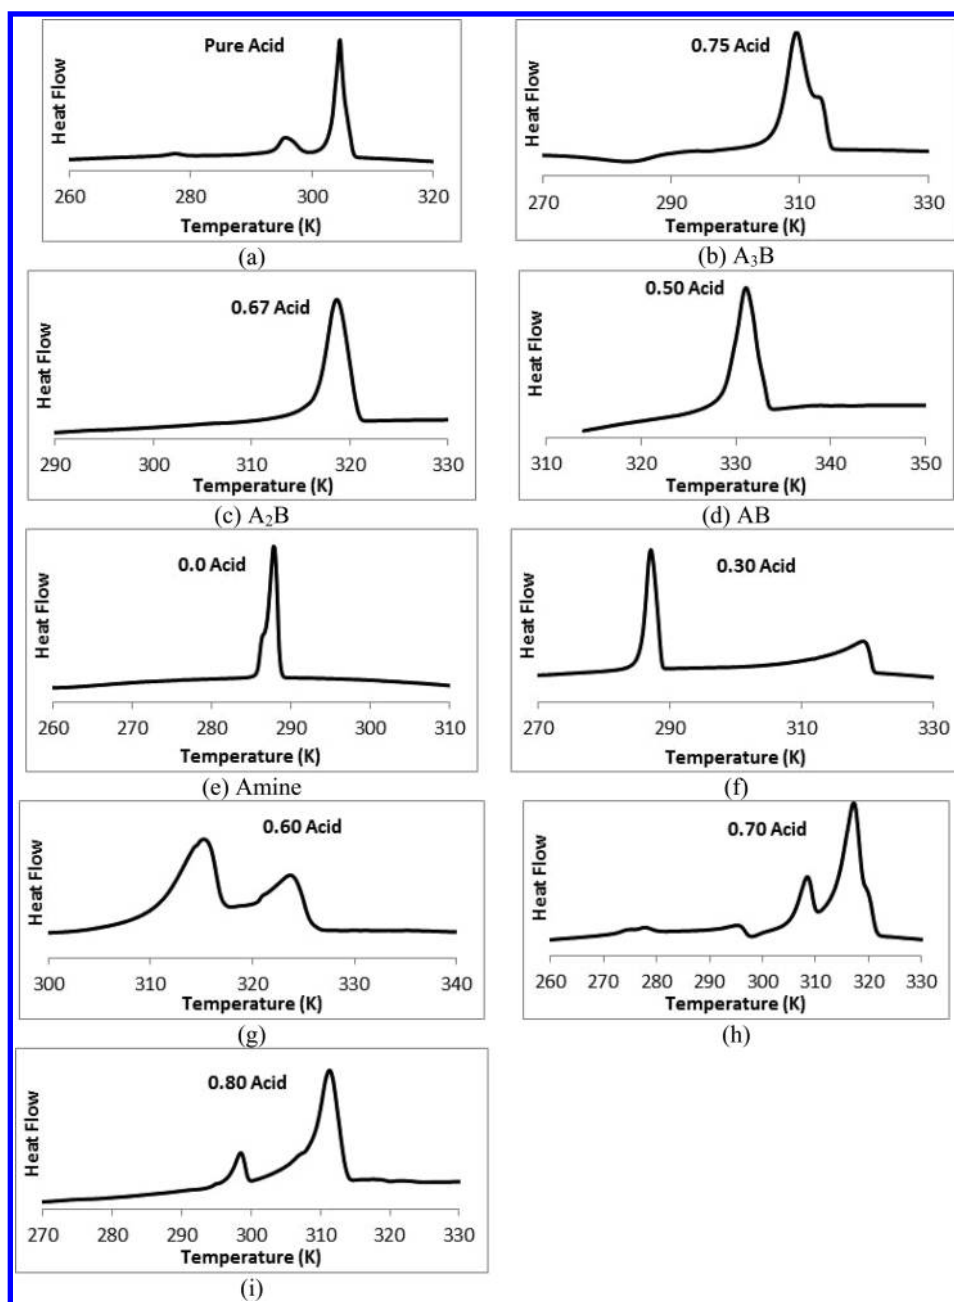 Pure Acid
Heat Flow
260 280 300 320
Temperature (K)
(a)
0.75 Acid
Heat Flow
270 290 310 330
Temperature (K)
(b) A₃B
0.67 Acid
Heat Flow
290 300 310 320 330
Temperature (K)
(c) A₂B
0.50 Acid
Heat Flow
310 320 330 340 350
Temperature (K)
(d) AB
0.0 Acid
Heat Flow
260 270 280 290 300 310
Temperature (K)
(e) Amine
0.30 Acid
Heat Flow
270 290 310 330
Temperature (K)
(f)
0.60 Acid
Heat Flow
300 310 320 330 340
Temperature (K)
(g)
0.70 Acid
Heat Flow
260 270 280 290 300 310 320 330
Temperature (K)
(h)
0.80 Acid
Heat Flow
270 280 290 300 310 320 330
Temperature (K)
(i)